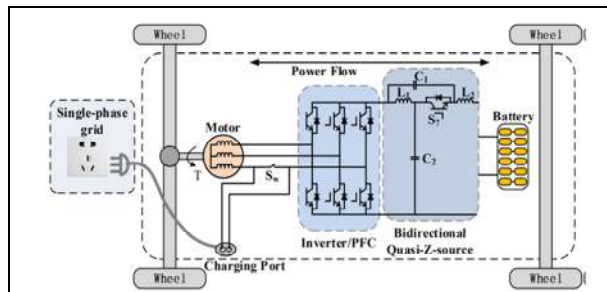 Wheel
Wheel
Power Flow
C₁
L₁
L₂
S₇
Single-phase
grid
Motor
Battery
T
Sw
C₂
Inverter/PFC
Bidirectional
Quasi-Z-source
Charging Port
Wheel
Wheel